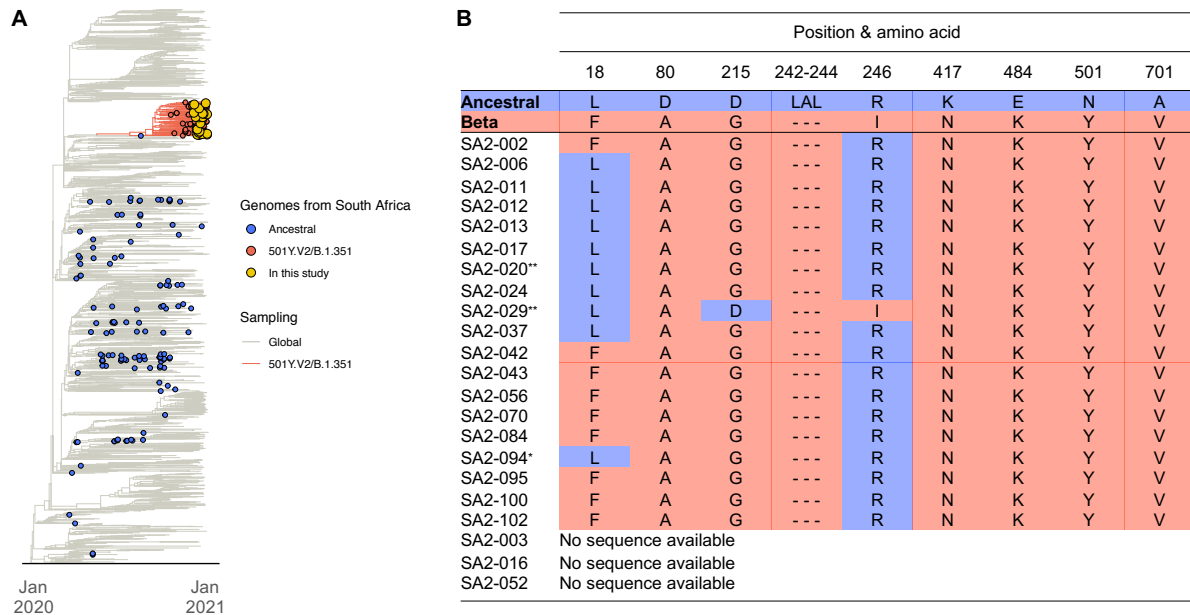 A
Genomes from South Africa
Ancestral
501Y.V2/B.1.351
In this study
Sampling
Global
501Y.V2/B.1.351
Jan 2020
Jan 2021
B
Position & amino acid
18 80 215 242-244 246 417 484 501 701
Ancestral L D D LAL R K E N A
Beta F A G - - - I N K Y V
SA2-002 F A G - - - R N K Y V
SA2-006 L A G - - - R N K Y V
SA2-011 L A G - - - R N K Y V
SA2-012 L A G - - - R N K Y V
SA2-013 L A G - - - R N K Y V
SA2-017 L A G - - - R N K Y V
SA2-020** L A G - - - R N K Y V
SA2-024 L A G - - - R N K Y V
SA2-029** L A D - - - I N K Y V
SA2-037 L A G - - - R N K Y V
SA2-042 F A G - - - R N K Y V
SA2-043 F A G - - - R N K Y V
SA2-056 F A G - - - R N K Y V
SA2-070 F A G - - - R N K Y V
SA2-084 F A G - - - R N K Y V
SA2-094* L A G - - - R N K Y V
SA2-095 F A G - - - R N K Y V
SA2-100 F A G - - - R N K Y V
SA2-102 F A G - - - R N K Y V
SA2-003 No sequence available
SA2-016 No sequence available
SA2-052 No sequence available